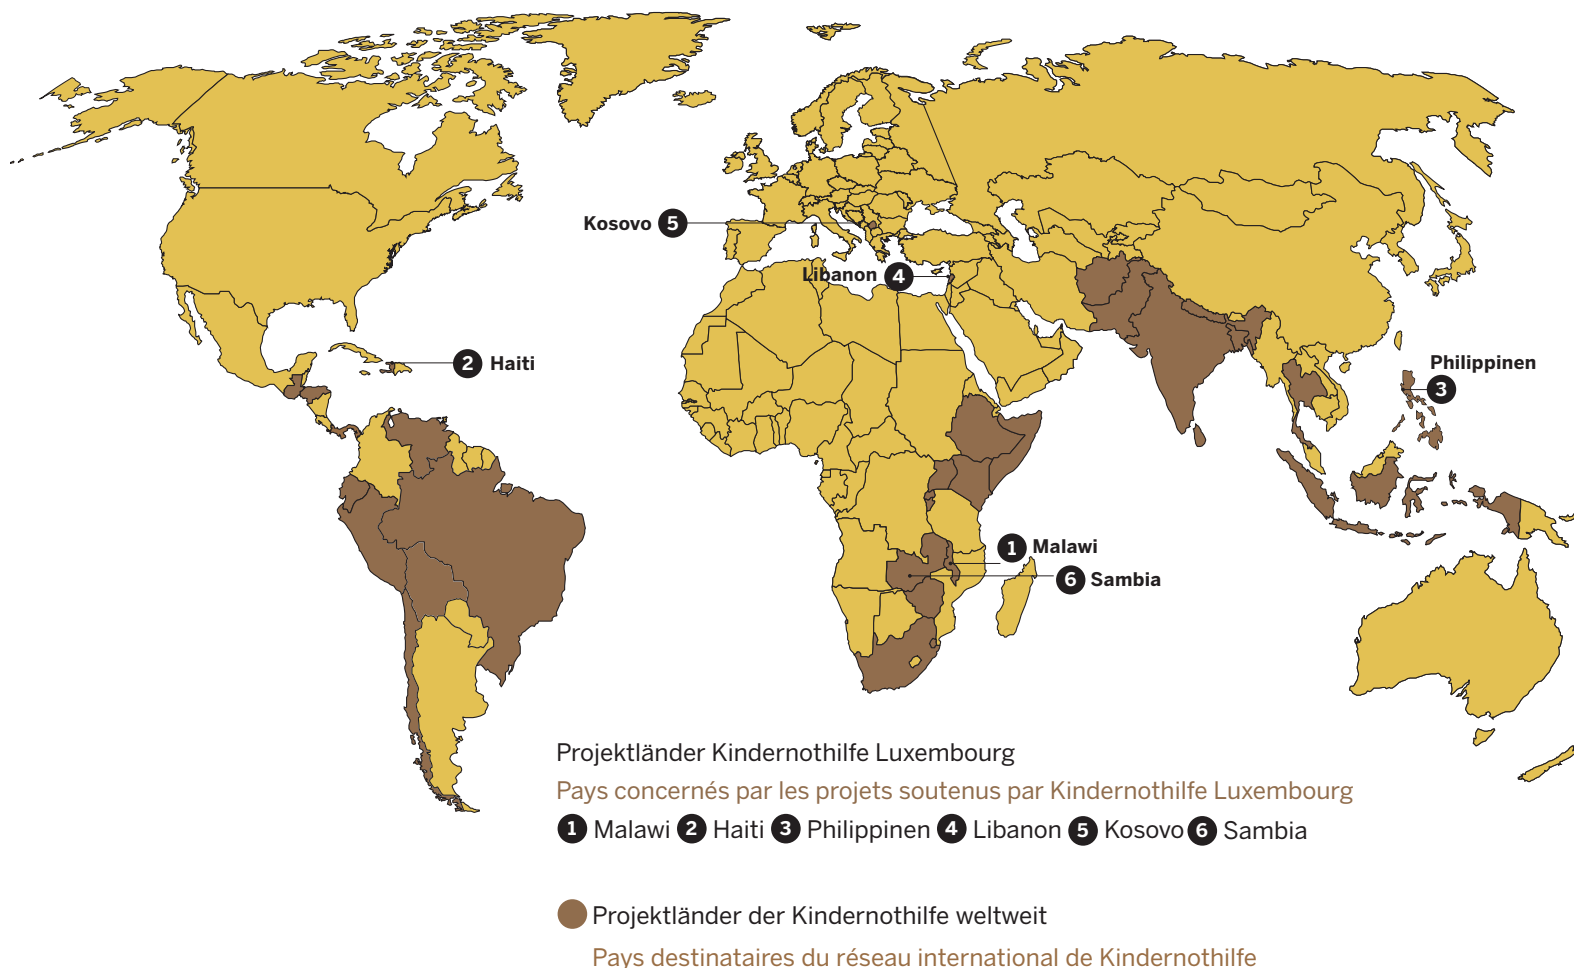 Kosovo 5
Libanon 4
2 Haiti
Philippinen
3
1 Malawi
6 Sambia
Projektländer Kindernothilfe Luxembourg
Pays concernés par les projets soutenus par Kindernothilfe Luxembourg
1 Malawi 2 Haiti 3 Philippinen 4 Libanon 5 Kosovo 6 Sambia
Projektländer der Kindernothilfe weltweit
Pays destinataires du réseau international de Kindernothilfe